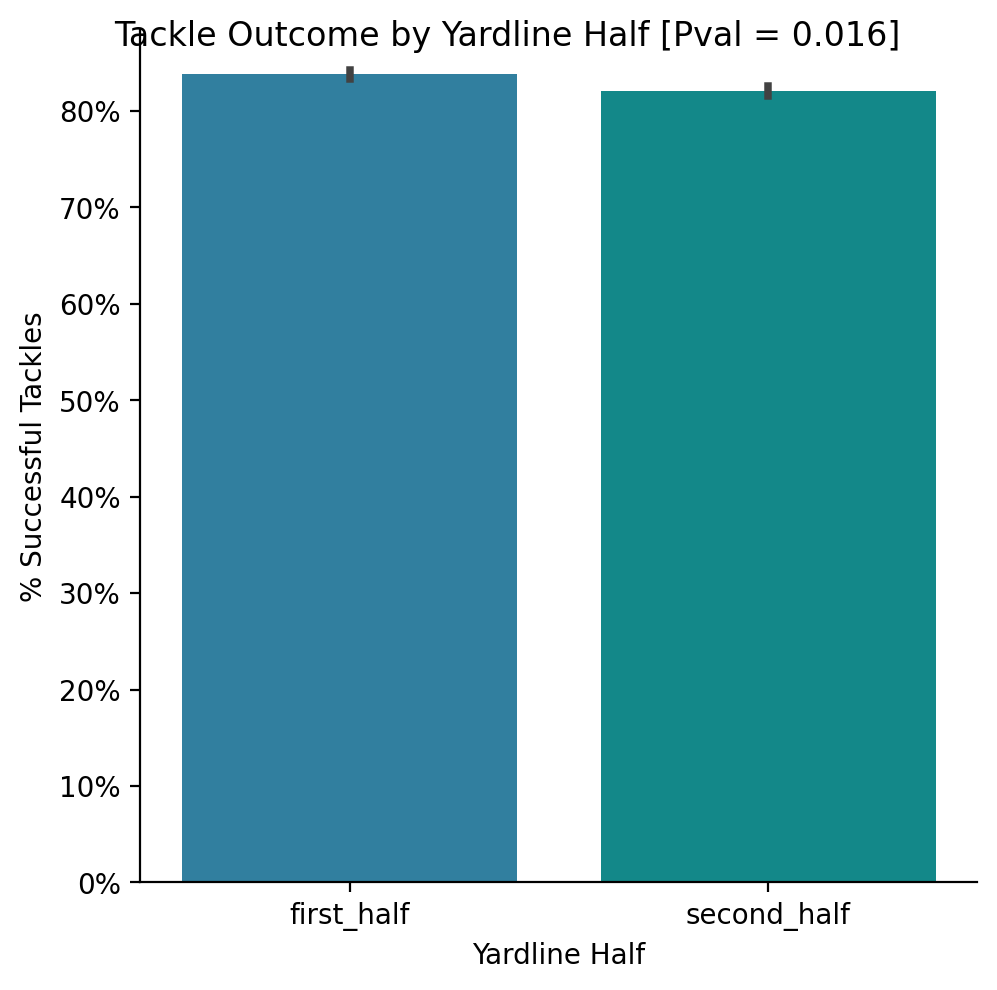 Tackle Outcome by Yardline Half [Pval = 0.016]
80%
70%
60%
50%
40%
30%
20%
10%
0%
% Successful Tackles
first_half
second_half
Yardline Half